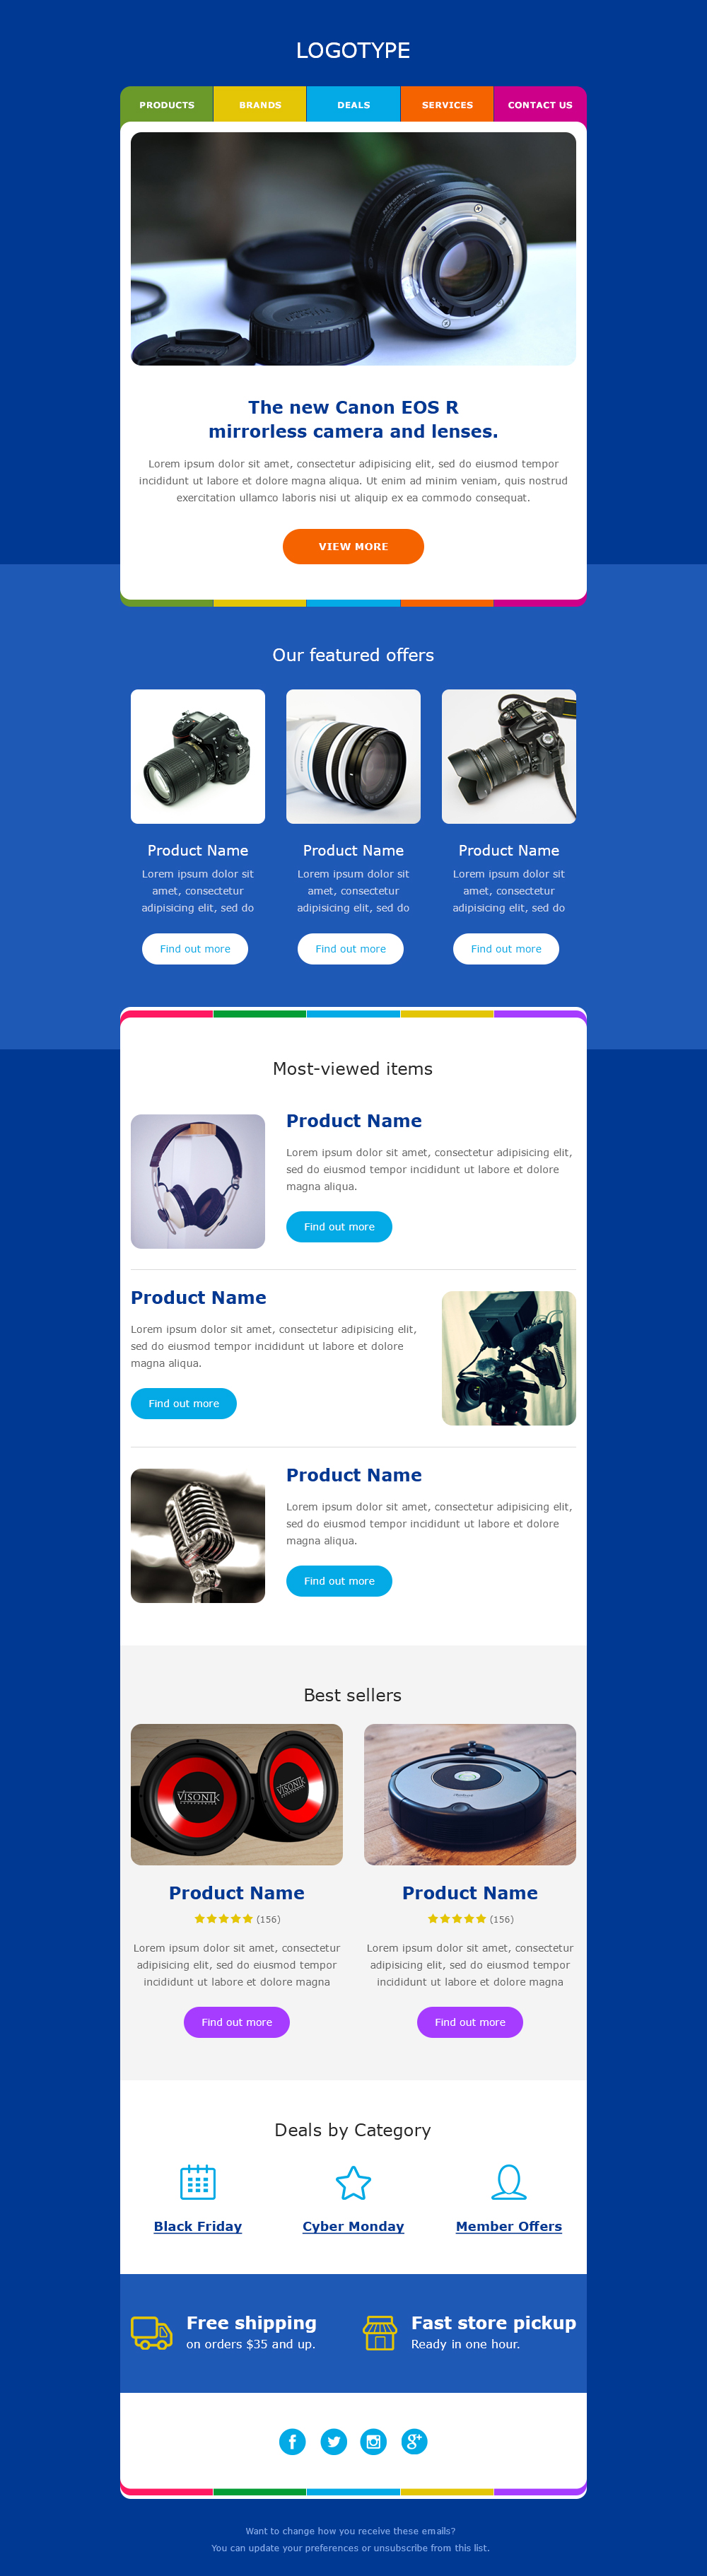 LOGOTYPE
PRODUCTS BRANDS DEALS SERVICES CONTACT US
The new Canon EOS R
mirrorless camera and lenses.
Lorem ipsum dolor sit amet, consectetur adipisicing elit, sed do eiusmod tempor
incididunt ut labore et dolore magna aliqua. Ut enim ad minim veniam, quis nostrud
exercitation ullamco laboris nisi ut aliquip ex ea commodo consequat.
VIEW MORE
Our featured offers
Product Name
Lorem ipsum dolor sit
amet, consectetur
adipisicing elit, sed do
Find out more
Product Name
Lorem ipsum dolor sit
amet, consectetur
adipisicing elit, sed do
Find out more
Product Name
Lorem ipsum dolor sit
amet, consectetur
adipisicing elit, sed do
Find out more
Most-viewed items
Product Name
Lorem ipsum dolor sit amet, consectetur adipisicing elit,
sed do eiusmod tempor incididunt ut labore et dolore
magna aliqua.
Find out more
Product Name
Lorem ipsum dolor sit amet, consectetur adipisicing elit,
sed do eiusmod tempor incididunt ut labore et dolore
magna aliqua.
Find out more
Product Name
Lorem ipsum dolor sit amet, consectetur adipisicing elit,
sed do eiusmod tempor incididunt ut labore et dolore
magna aliqua.
Find out more
Best sellers
VISONIK
VISONIK
Product Name
(156)
Lorem ipsum dolor sit amet, consectetur
adipisicing elit, sed do eiusmod tempor
incididunt ut labore et dolore magna
Find out more
Product Name
(156)
Lorem ipsum dolor sit amet, consectetur
adipisicing elit, sed do eiusmod tempor
incididunt ut labore et dolore magna
Find out more
Deals by Category
Black Friday
Cyber Monday
Member Offers
Free shipping
on orders $35 and up.
Fast store pickup
Ready in one hour.
Want to change how you receive these emails?
You can update your preferences or unsubscribe from this list.